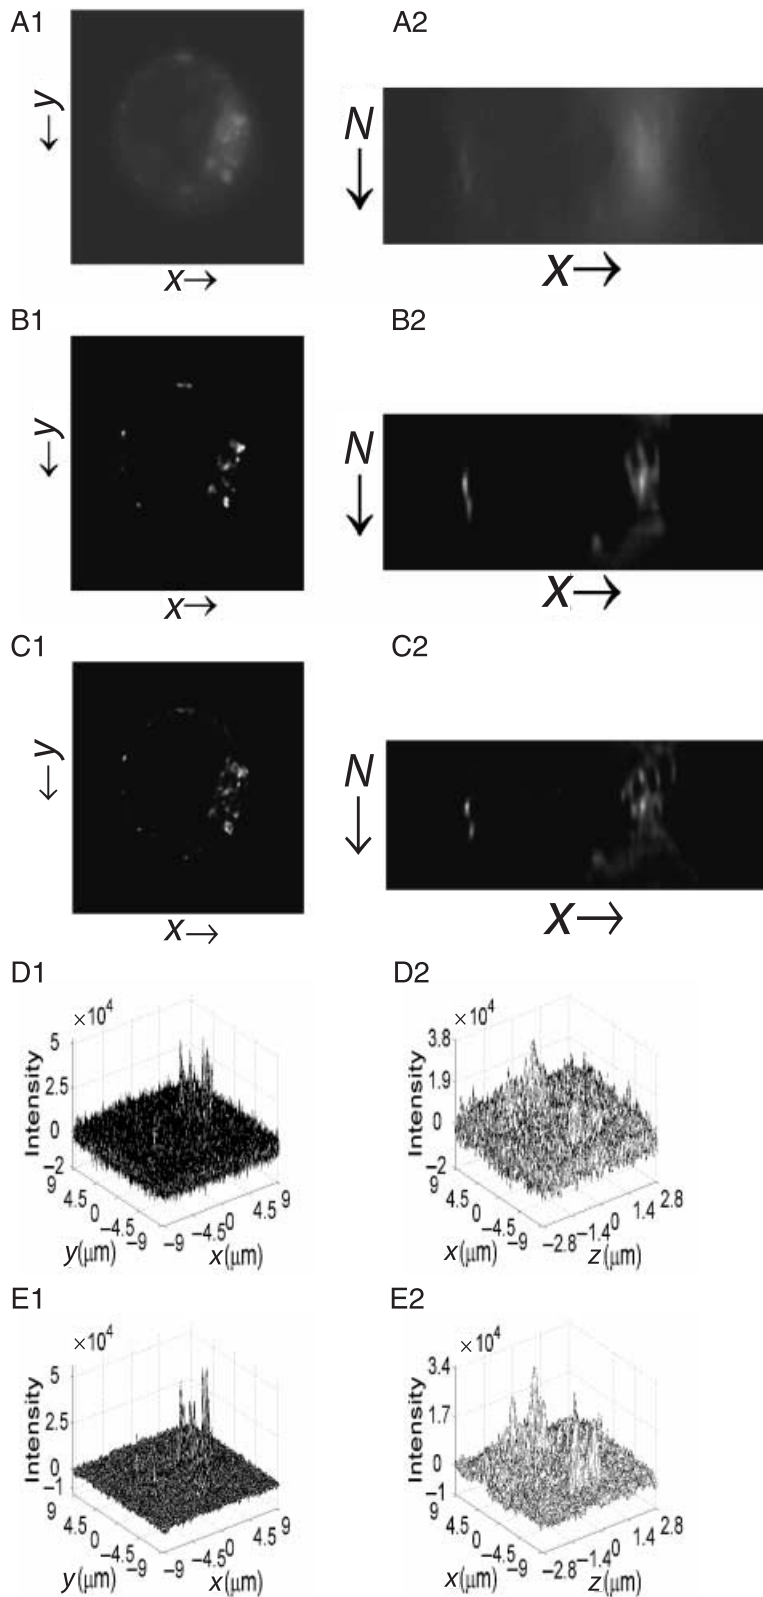 A1 A2
y
N
x
x
B1 B2
y
N
x
x
C1 C2
y
N
x
x
D1 D2
×10⁴ ×10⁴
5 3.8
2.5 1.9
0 0
−2 −2
Intensity Intensity
9 4.5 0 −4.5 −9 −9 −4.5 0 4.5 9
y(μm) x(μm)
9 4.5 0 −4.5 −9 −2.8 −1.4 0 1.4 2.8
x(μm) z(μm)
E1 E2
×10⁴ ×10⁴
5 3.4
2.5 1.7
0 0
−1 −1
Intensity Intensity
9 4.5 0 −4.5 −9 −9 −4.5 0 4.5 9
y(μm) x(μm)
9 4.5 0 −4.5 −9 −2.8 −1.4 0 1.4 2.8
x(μm) z(μm)